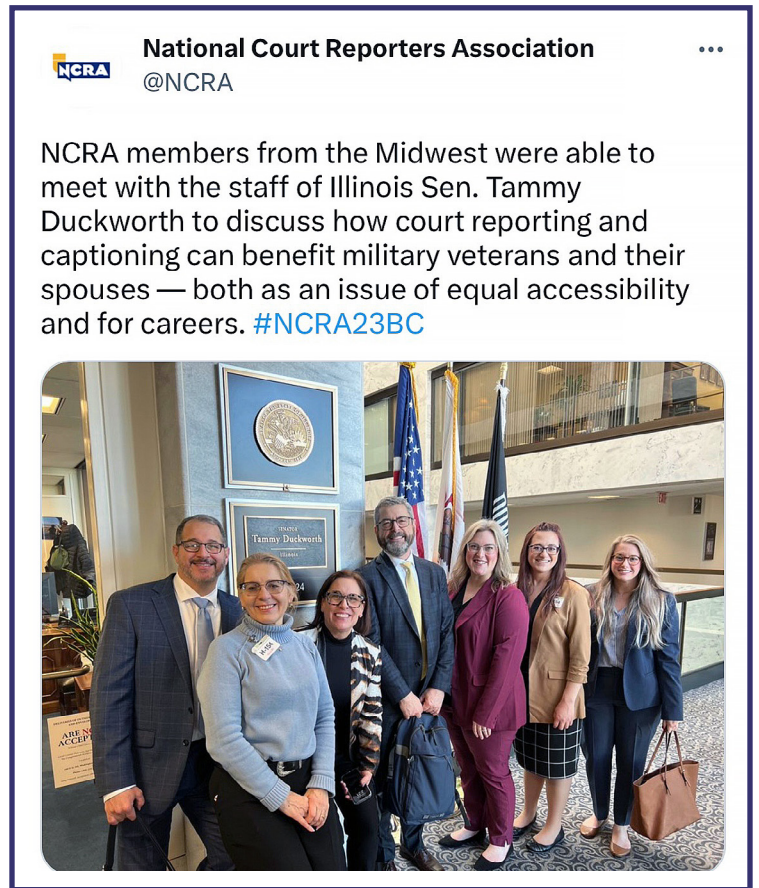 NCRA
National Court Reporters Association
@NCRA
NCRA members from the Midwest were able to
meet with the staff of Illinois Sen. Tammy
Duckworth to discuss how court reporting and
captioning can benefit military veterans and their
spouses — both as an issue of equal accessibility
and for careers. #NCRA23BC
SENATOR
Tammy Duckworth
Illinois
24
ARE